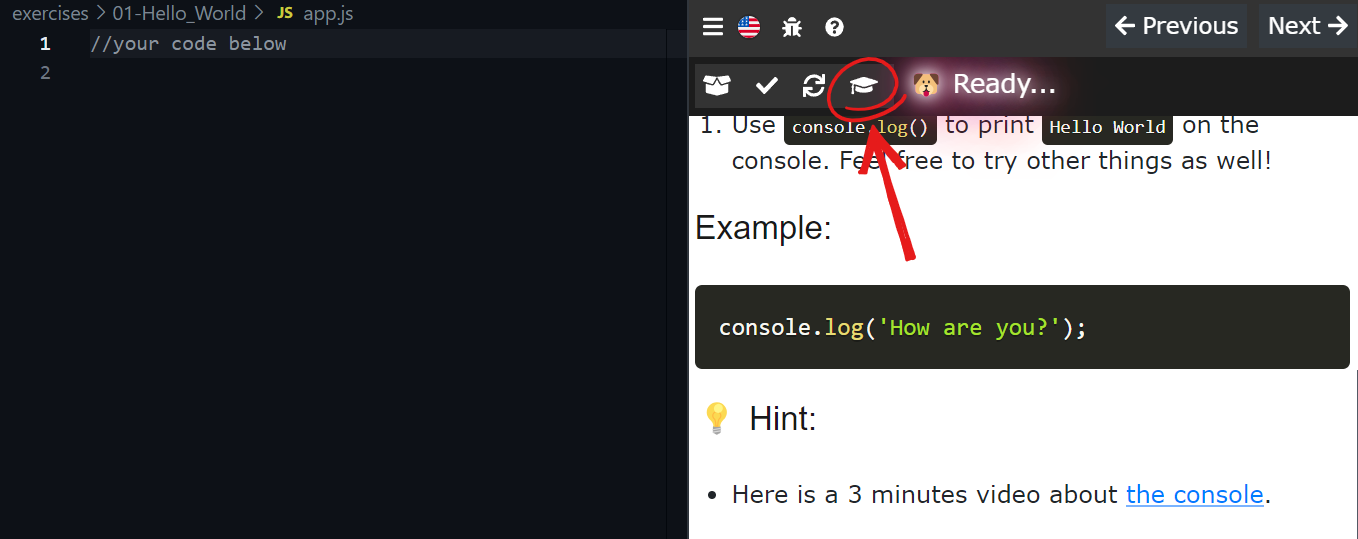 exercises > 01-Hello_World > JS app.js
1 //your code below
2
Previous Next
Ready...
1. Use console.log() to print Hello World on the
console. Feel free to try other things as well!
Example:
console.log('How are you?');
Hint:
• Here is a 3 minutes video about the console.